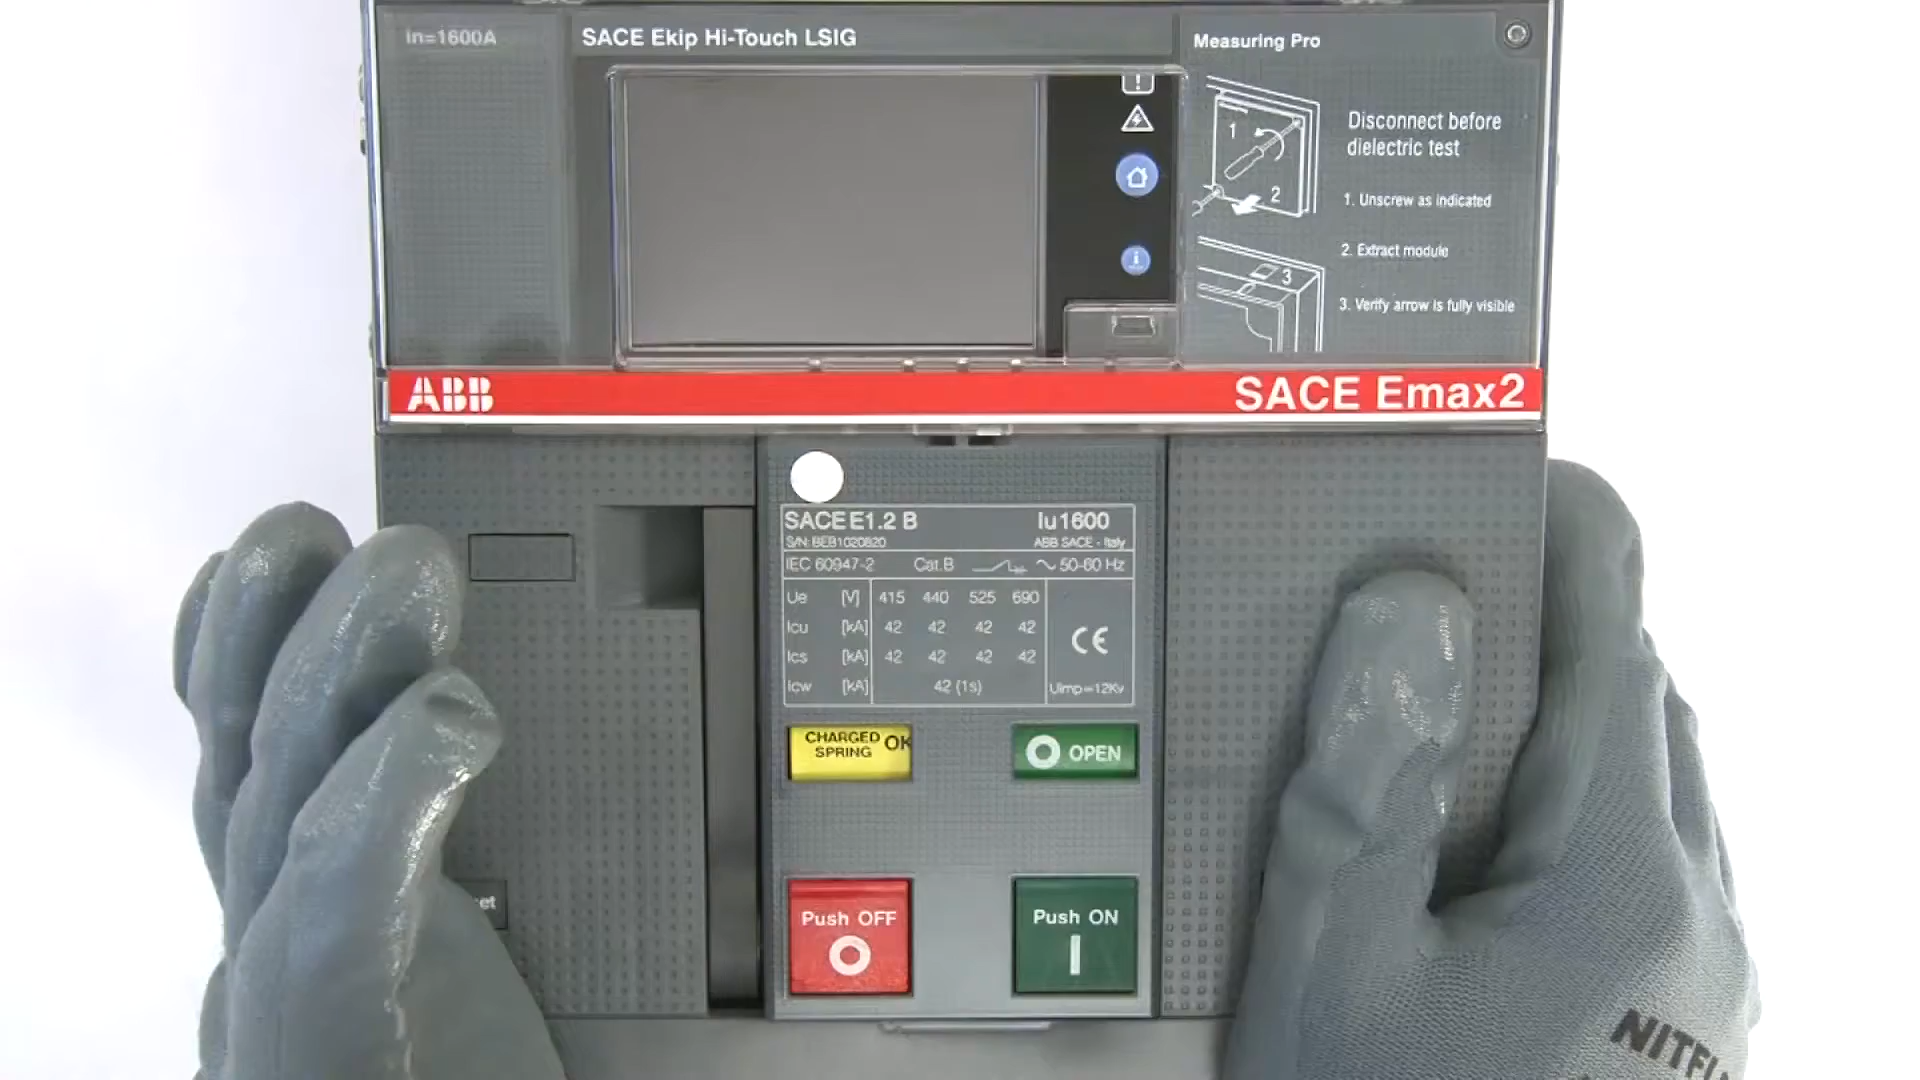 In=1600A
SACE Ekip Hi-Touch LSIG
Measuring Pro
Disconnect before
dielectric test
1
2
1. Unscrew as indicated
2. Extract module
3
3. Verify arrow is fully visible
ABB
SACE Emax2
SACE E1.2 B Iu1600
S/N: BEB1020820 ABB SACE - Italy
IEC 60947-2 Cat.B ~ 50-60 Hz
Ue [V] 415 440 525 690
Icu [kA] 42 42 42 42
Ics [kA] 42 42 42 42
CE
Icw [kA] 42 (1s) Uimp=12Kv
CHARGED
SPRING OK
O OPEN
Push OFF
O
Push ON
I
et